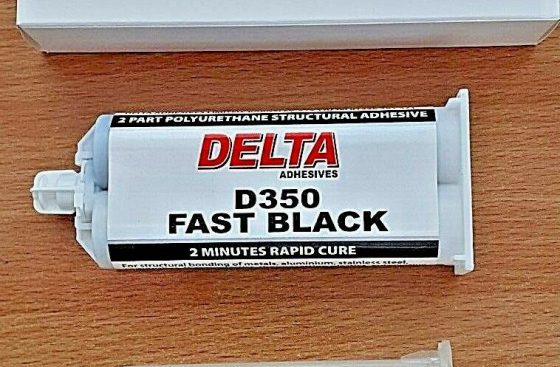 2 PART POLYURETHANE STRUCTURAL ADHESIVE
DELTA
ADHESIVES
D350
FAST BLACK
2 MINUTES RAPID CURE
For structural bonding of metals, aluminium, stainless steel,